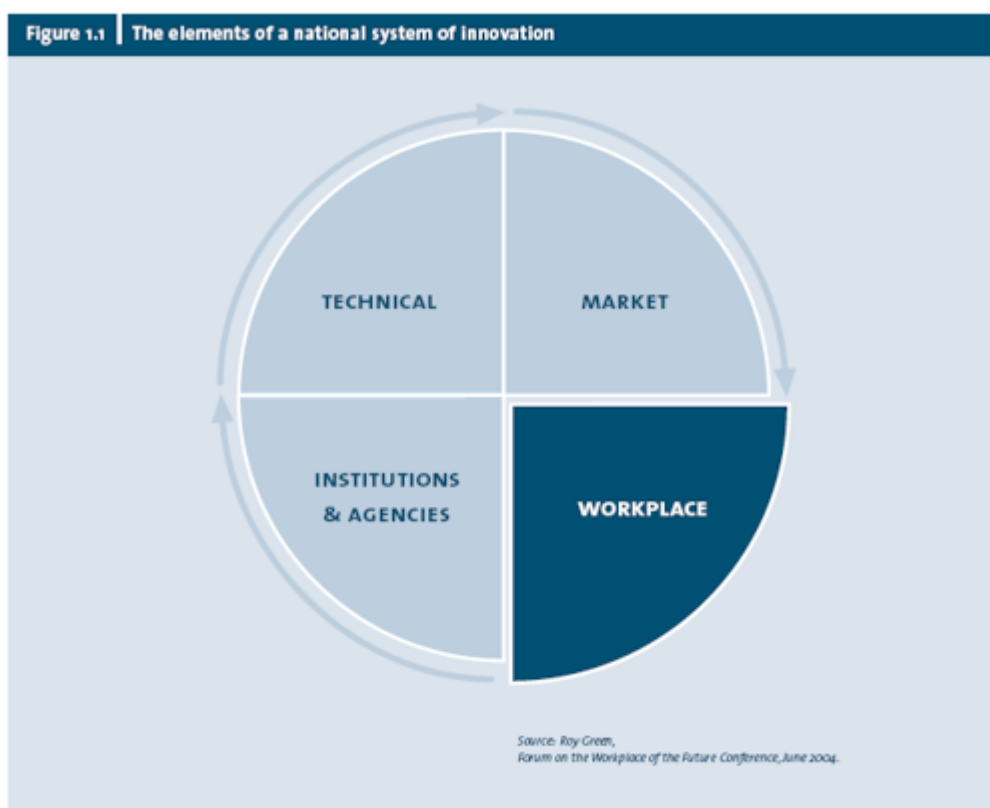 Figure 1.1 The elements of a national system of innovation
TECHNICAL
MARKET
INSTITUTIONS
& AGENCIES
WORKPLACE
Source: Roy Green,
Forum on the Workplace of the Future Conference, June 2004.